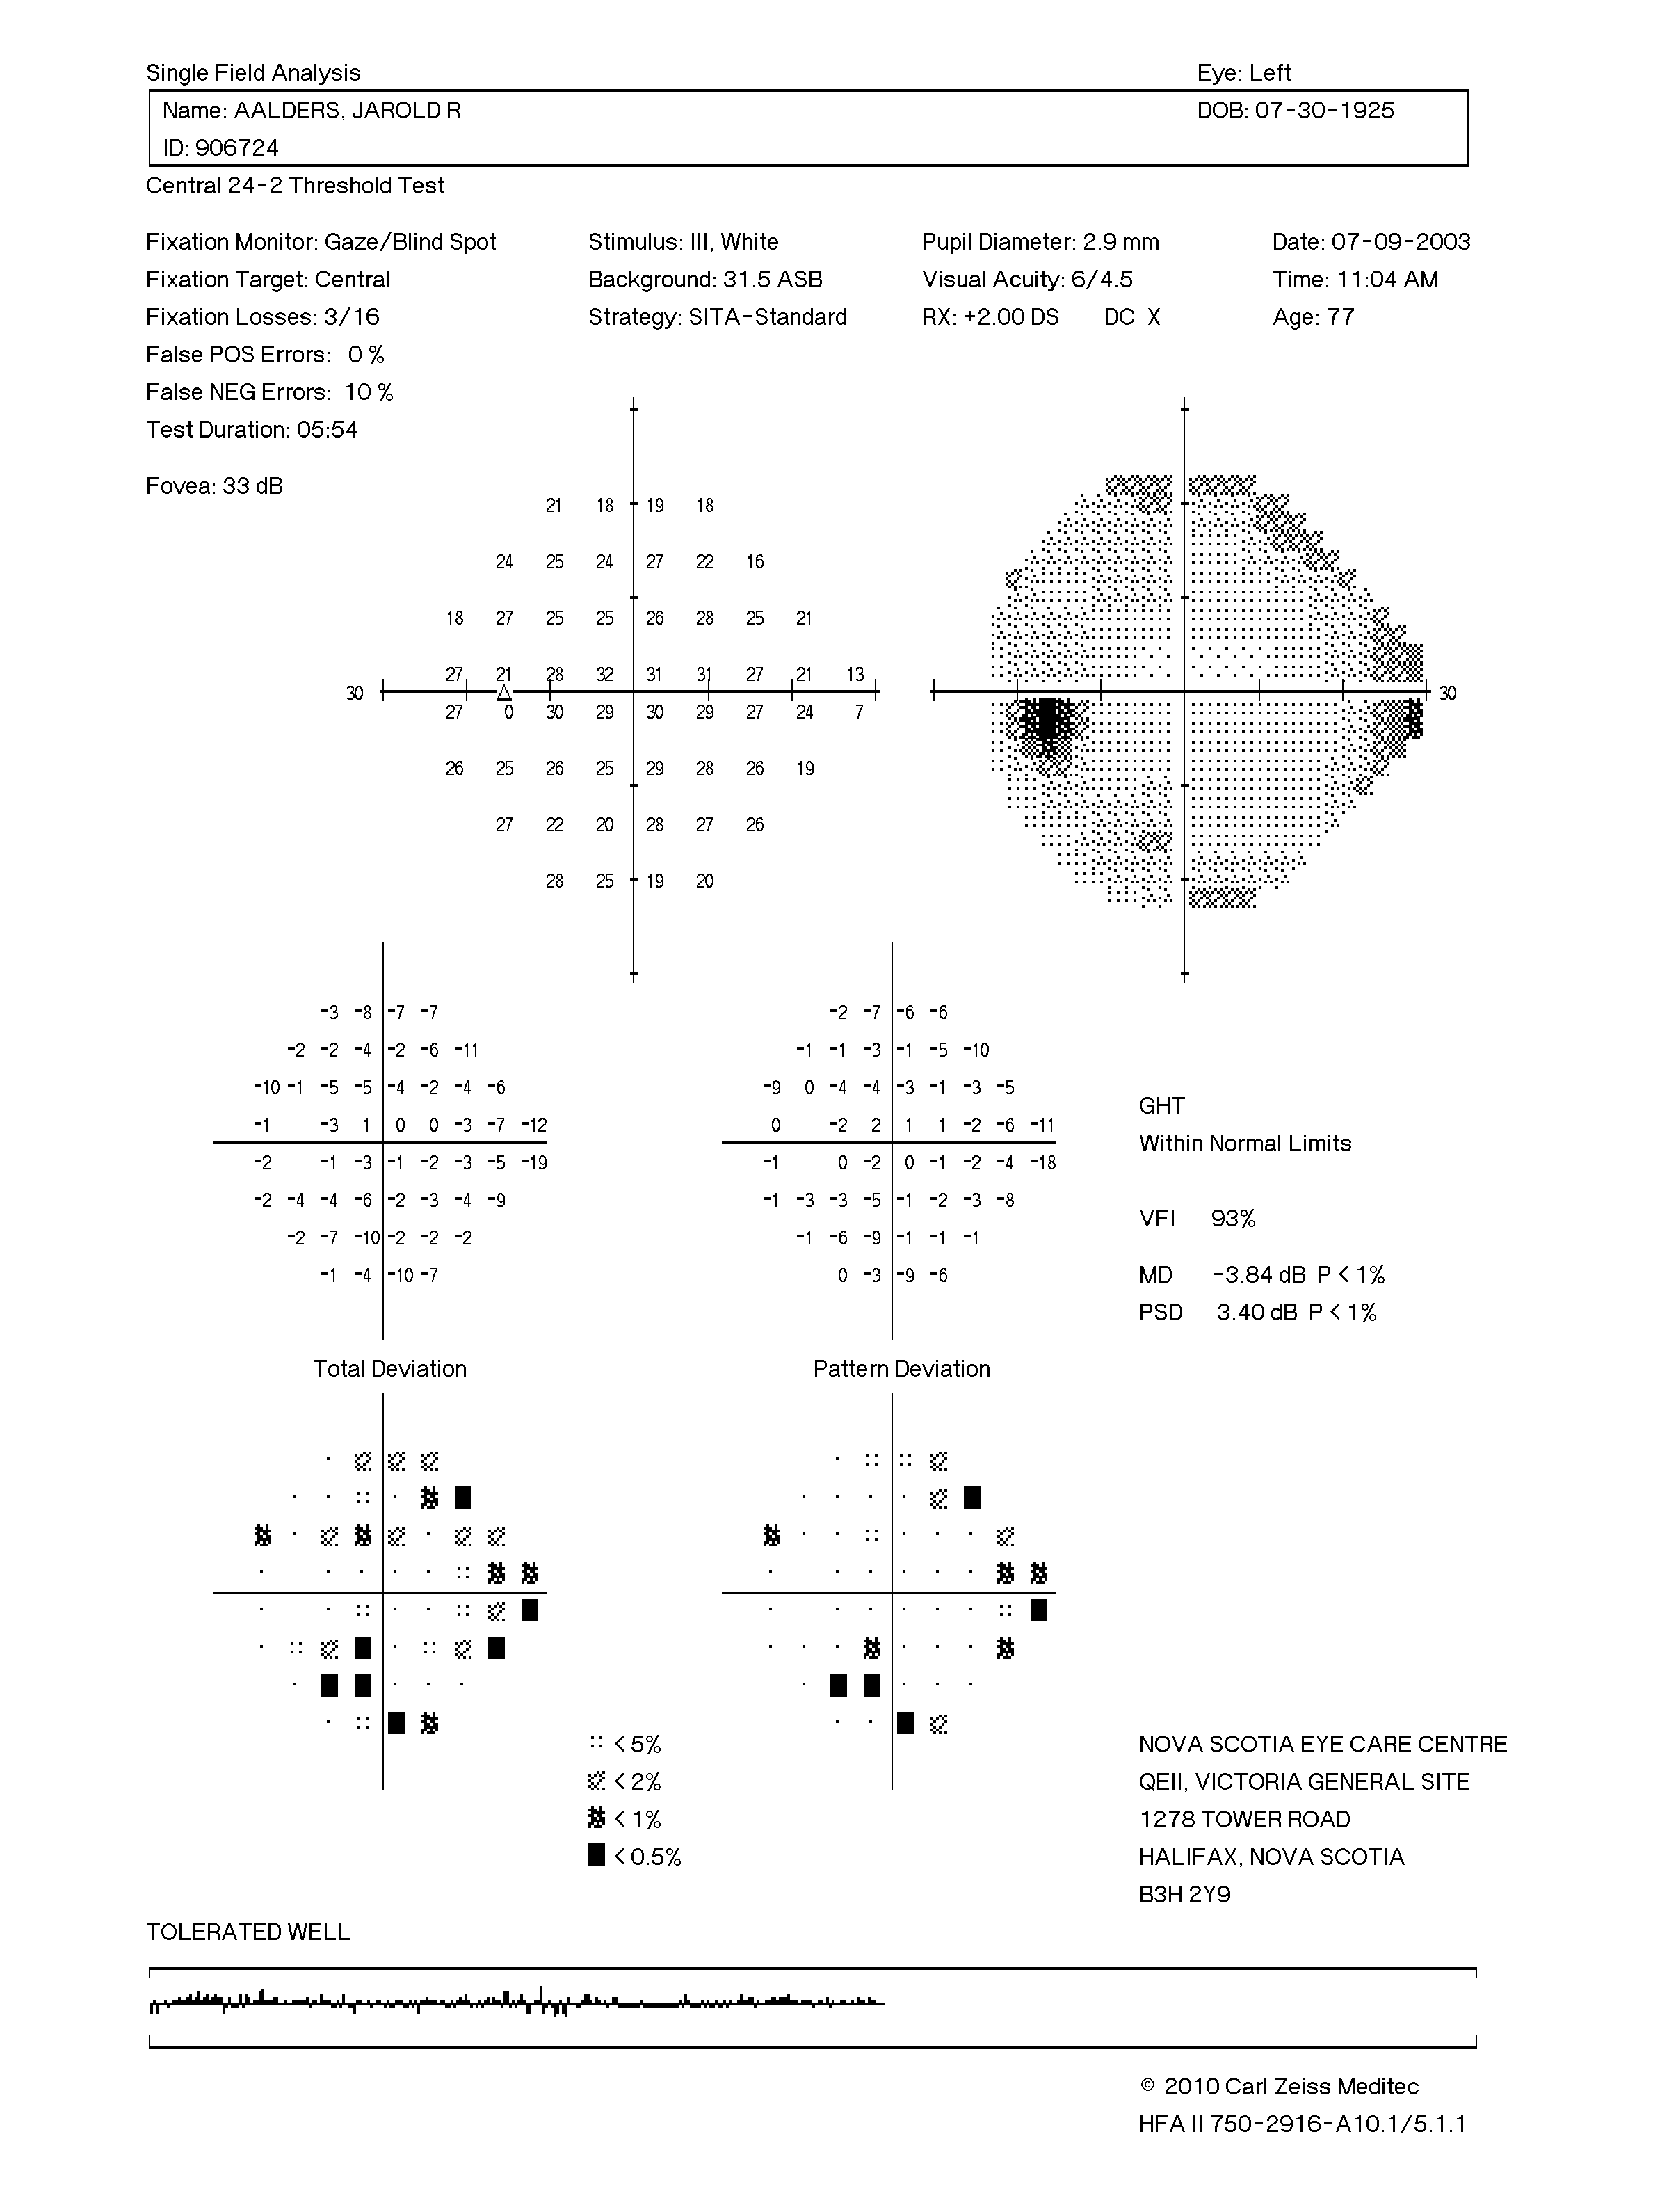 Single Field Analysis Eye: Left
Name: AALDERS, JAROLD R DOB: 07-30-1925
ID: 906724
Central 24-2 Threshold Test
Fixation Monitor: Gaze/Blind Spot Stimulus: III, White Pupil Diameter: 2.9 mm Date: 07-09-2003
Fixation Target: Central Background: 31.5 ASB Visual Acuity: 6/4.5 Time: 11:04 AM
Fixation Losses: 3/16 Strategy: SITA-Standard RX: +2.00 DS DC X Age: 77
False POS Errors: 0 %
False NEG Errors: 10 %
Test Duration: 05:54
Fovea: 33 dB
21 18 19 18
24 25 24 27 22 16
18 27 25 25 26 28 25 21
27 21 28 32 31 31 27 21 13
30 30
27 0 30 29 30 29 27 24 7
26 25 26 25 29 28 26 19
27 22 20 28 27 26
28 25 19 20
-3 -8 -7 -7 -2 -7 -6 -6
-2 -2 -4 -2 -6 -11 -1 -1 -3 -1 -5 -10
-10 -1 -5 -5 -4 -2 -4 -6 -9 0 -4 -4 -3 -1 -3 -5
GHT
-1 -3 1 0 0 -3 -7 -12 0 -2 2 1 1 -2 -6 -11
Within Normal Limits
-2 -1 -3 -1 -2 -3 -5 -19 -1 0 -2 0 -1 -2 -4 -18
-2 -4 -4 -6 -2 -3 -4 -9 -1 -3 -3 -5 -1 -2 -3 -8
VFI 93%
-2 -7 -10 -2 -2 -2 -1 -6 -9 -1 -1 -1
-1 -4 -10 -7 0 -3 -9 -6 MD -3.84 dB P < 1%
PSD 3.40 dB P < 1%
Total Deviation Pattern Deviation
< 5% NOVA SCOTIA EYE CARE CENTRE
< 2% QEII, VICTORIA GENERAL SITE
< 1% 1278 TOWER ROAD
< 0.5% HALIFAX, NOVA SCOTIA
B3H 2Y9
TOLERATED WELL
© 2010 Carl Zeiss Meditec
HFA II 750-2916-A10.1/5.1.1